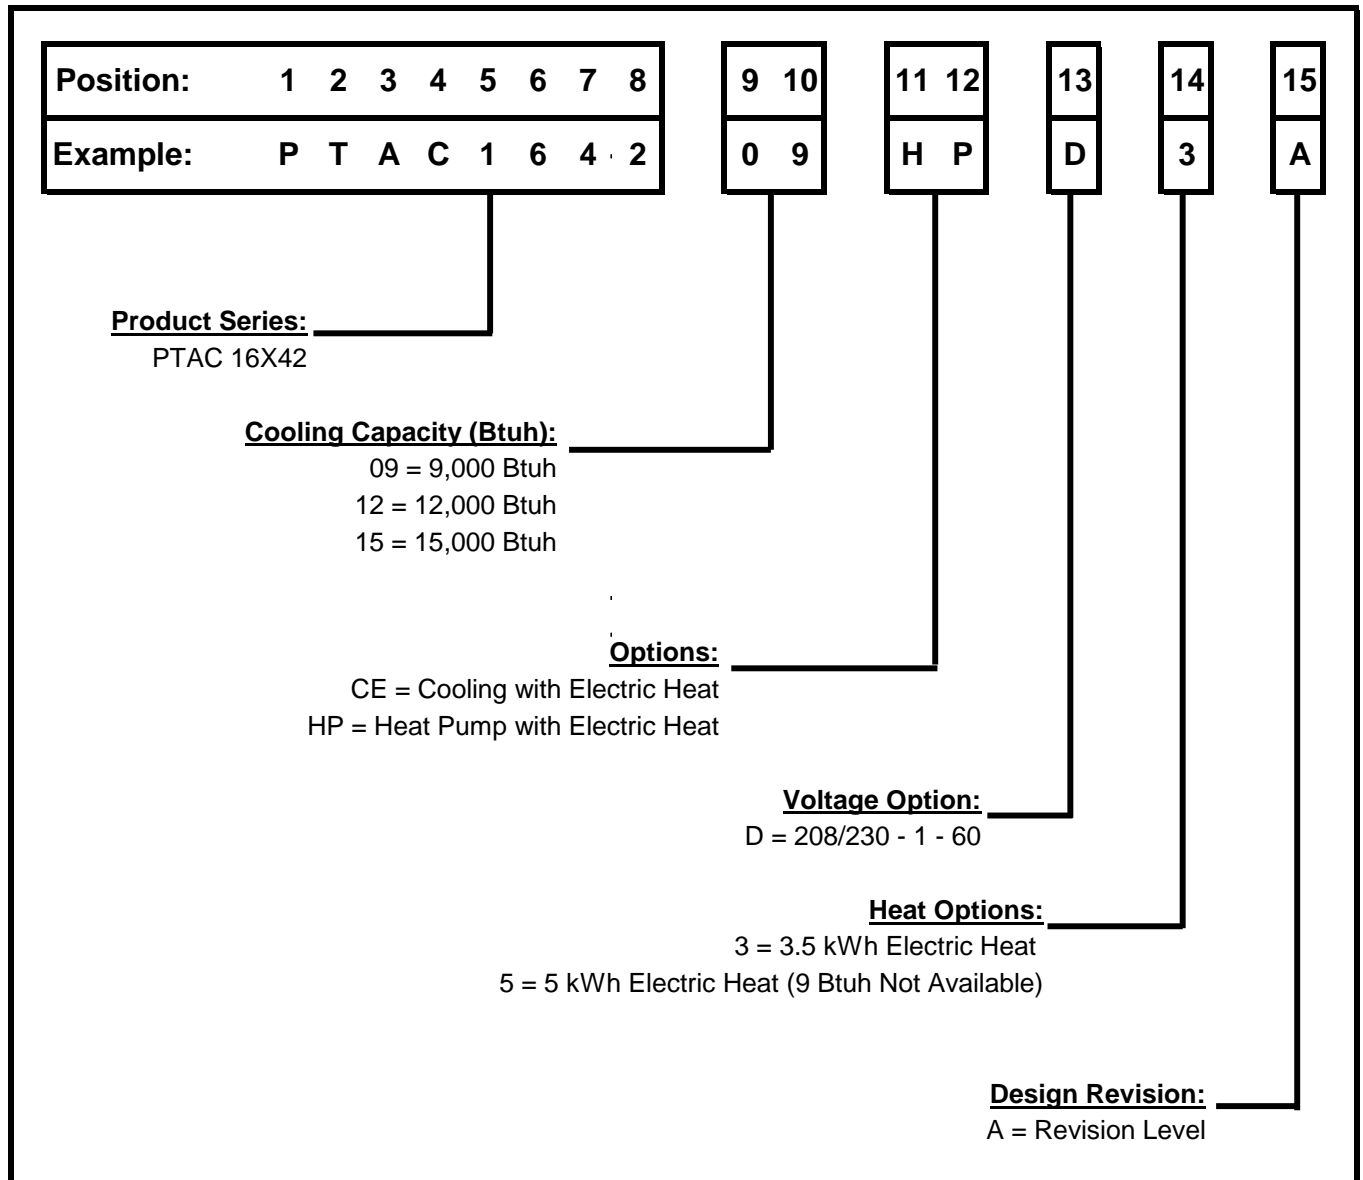 Position: 1 2 3 4 5 6 7 8 9 10 11 12 13 14 15
Example: P T A C 1 6 4 2 0 9 H P D 3 A
Product Series:
PTAC 16X42
Cooling Capacity (Btuh):
09 = 9,000 Btuh
12 = 12,000 Btuh
15 = 15,000 Btuh
Options:
CE = Cooling with Electric Heat
HP = Heat Pump with Electric Heat
Voltage Option:
D = 208/230 - 1 - 60
Heat Options:
3 = 3.5 kWh Electric Heat
5 = 5 kWh Electric Heat (9 Btuh Not Available)
Design Revision:
A = Revision Level